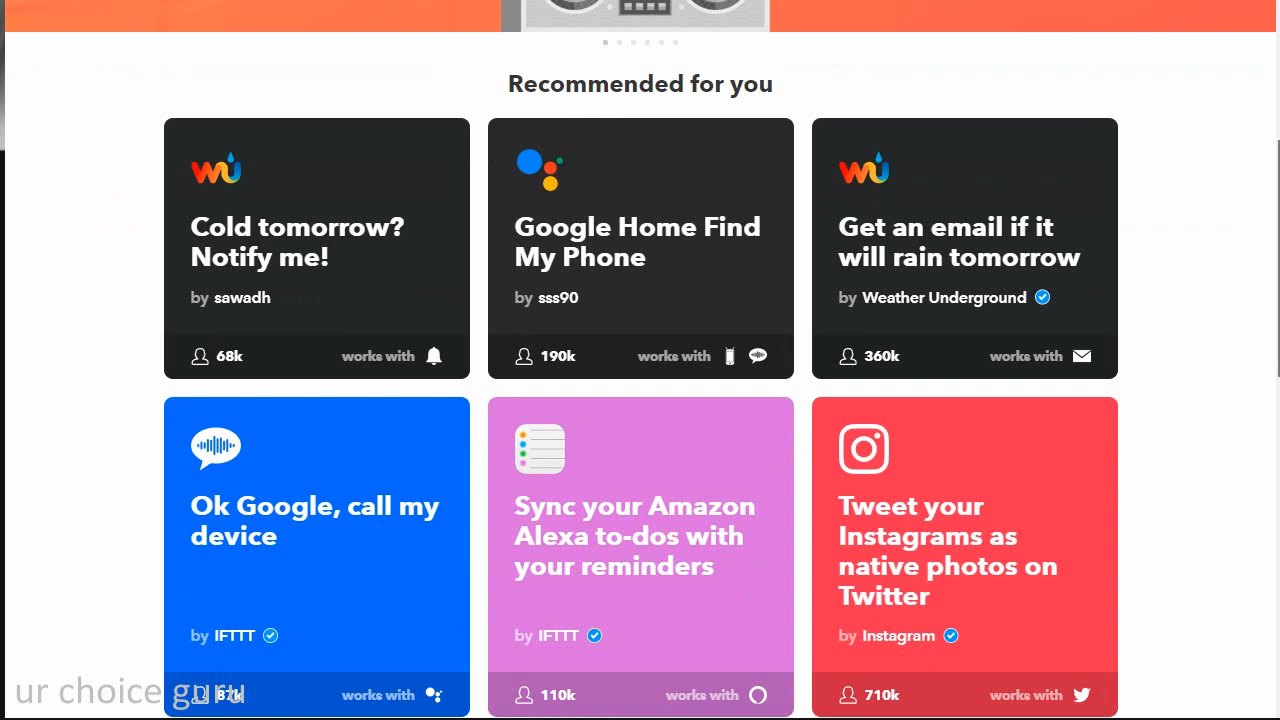 Recommended for you
Cold tomorrow?
Notify me!
by sawadh
68k works with
Google Home Find
My Phone
by sss90
190k works with
Get an email if it
will rain tomorrow
by Weather Underground
360k works with
Ok Google, call my
device
by IFTTT
87k works with
Sync your Amazon
Alexa to-dos with
your reminders
by IFTTT
110k works with
Tweet your
Instagrams as
native photos on
Twitter
by Instagram
710k works with
ur choice guru